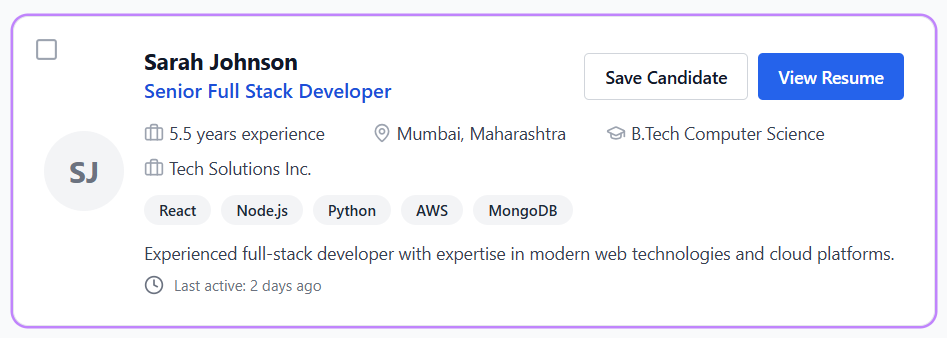 Sarah Johnson
Senior Full Stack Developer
Save Candidate
View Resume
5.5 years experience
Mumbai, Maharashtra
B.Tech Computer Science
SJ
Tech Solutions Inc.
React
Node.js
Python
AWS
MongoDB
Experienced full-stack developer with expertise in modern web technologies and cloud platforms.
Last active: 2 days ago